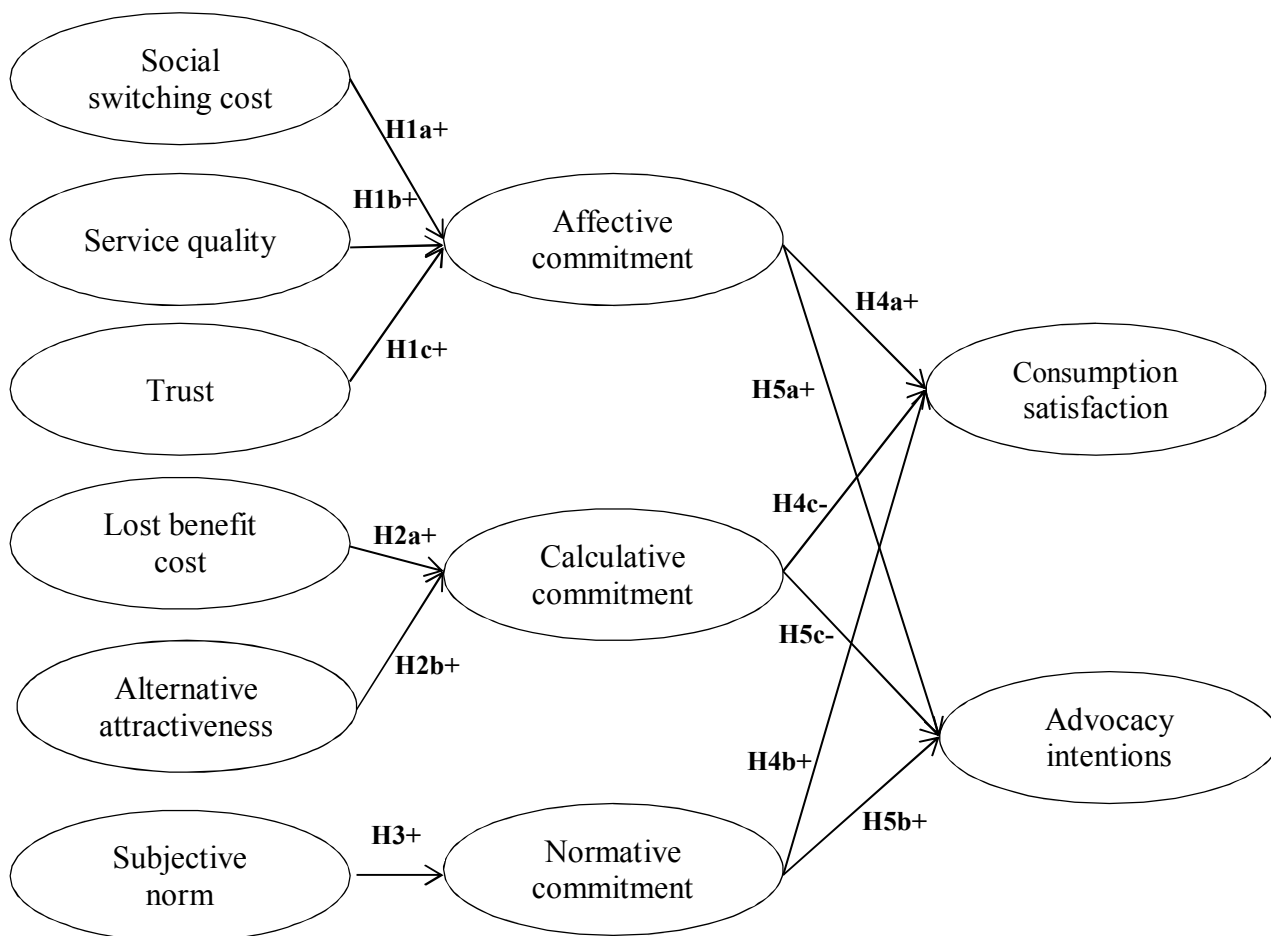 Social
switching cost
H1a+
Service quality
H1b+
Affective
commitment
Trust
H1c+
H4a+
H5a+
Consumption
satisfaction
Lost benefit
cost
H2a+
Calculative
commitment
H4c-
H5c-
Alternative
attractiveness
H2b+
Advocacy
intentions
H4b+
H5b+
Subjective
norm
H3+
Normative
commitment